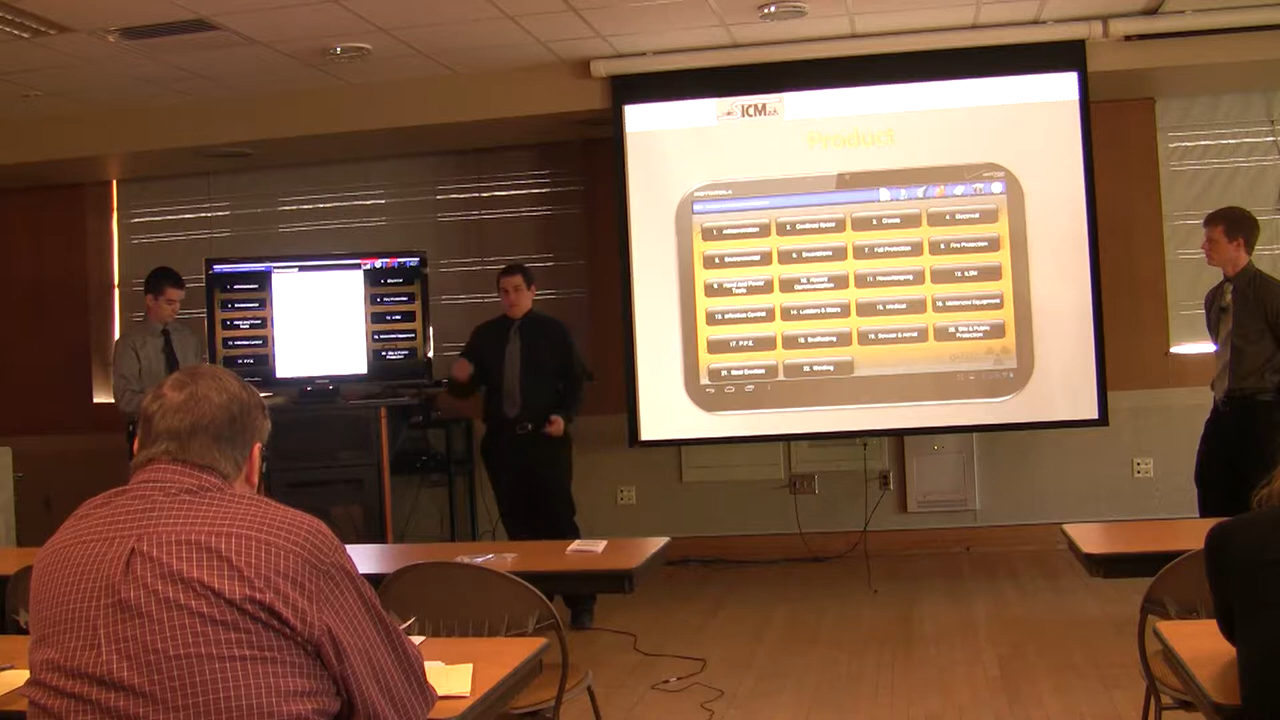 SICM
Product
MOTOROLA
1. Administration
2. Confined Space
3. Cranes
4. Electrical
5. Environmental
6. Excavations
7. Fall Protection
8. Fire Protection
9. Hand and Power Tools
10. Hazard Communication
11. Housekeeping
12. ILSM
13. Infection Control
14. Ladders & Stairs
15. Medical
16. Motorized Equipment
17. P.P.E.
18. Scaffolding
19. Scissor & Aerial
20. Site & Public Protection
21. Steel Erection
22. Welding